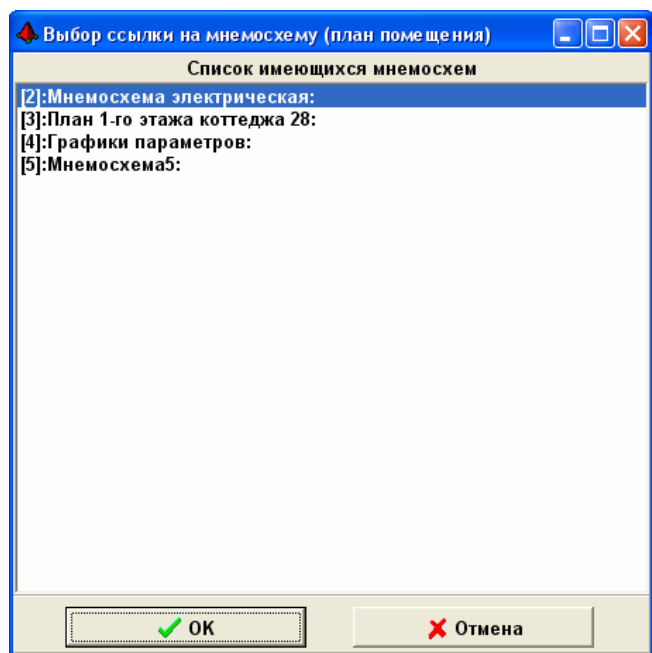 Выбор ссылки на мнемосхему (план помещения)
Список имеющихся мнемосхем
[2]:Мнемосхема электрическая:
[3]:План 1-го этажа коттеджа 28:
[4]:Графики параметров:
[5]:Мнемосхема5:
OK
Отмена